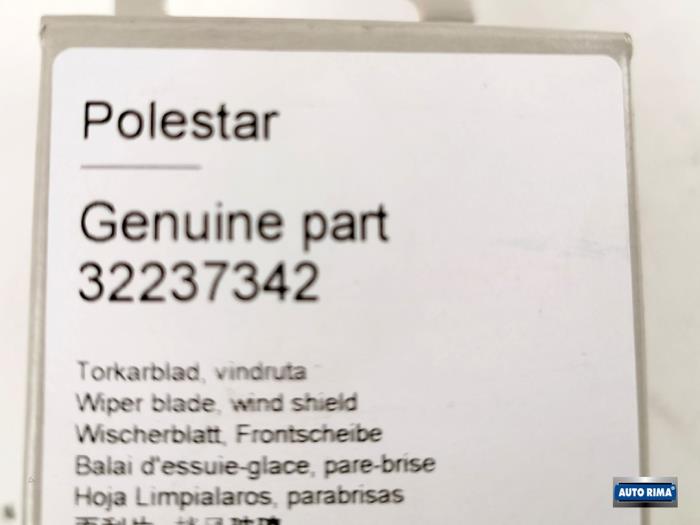 Polestar
Genuine part
32237342
Torkarblad, vindruta
Wiper blade, wind shield
Wischerblatt, Frontscheibe
Balai d'essuie-glace, pare-brise
Hoja Limpialaros, parabrisas
AUTO RIMA